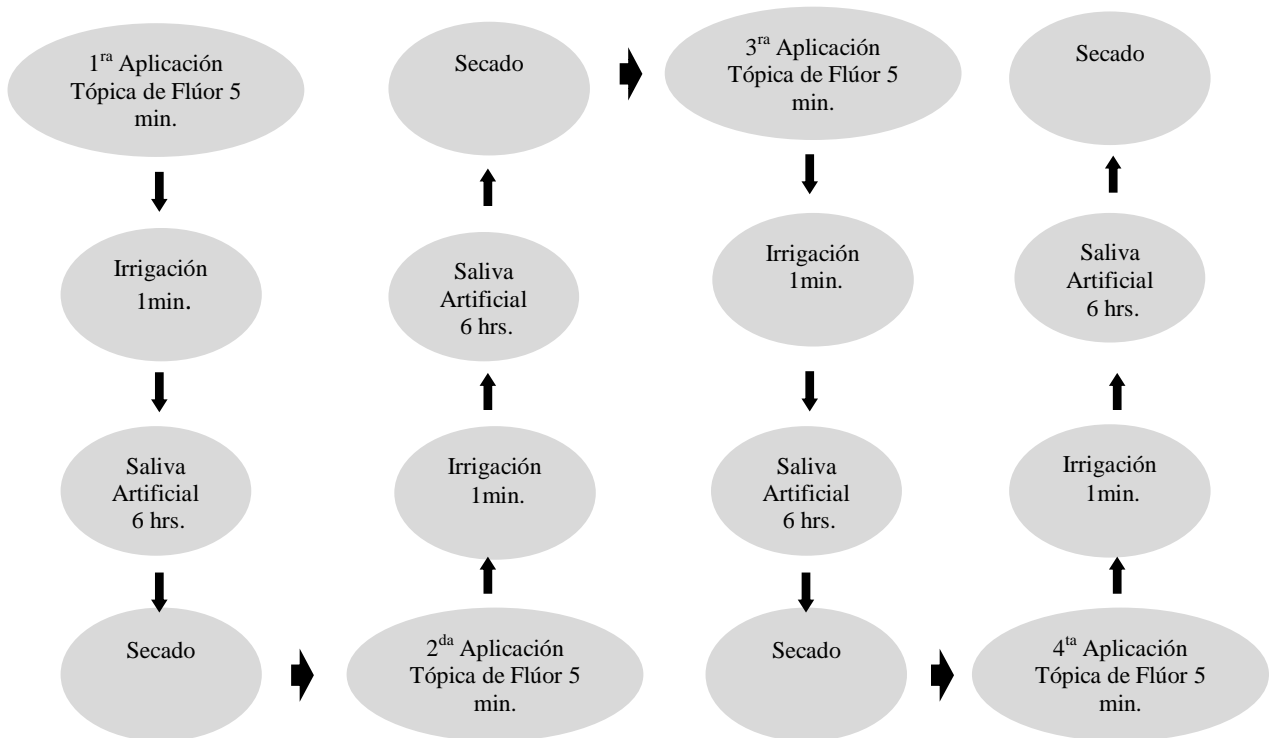 1ra Aplicación
Tópica de Flúor 5
min.
Irrigación
1min.
Saliva
Artificial
6 hrs.
Secado
2da Aplicación
Tópica de Flúor 5
min.
Irrigación
1min.
Saliva
Artificial
6 hrs.
Secado
3ra Aplicación
Tópica de Flúor 5
min.
Irrigación
1min.
Saliva
Artificial
6 hrs.
Secado
4ta Aplicación
Tópica de Flúor 5
min.
Irrigación
1min.
Saliva
Artificial
6 hrs.
Secado